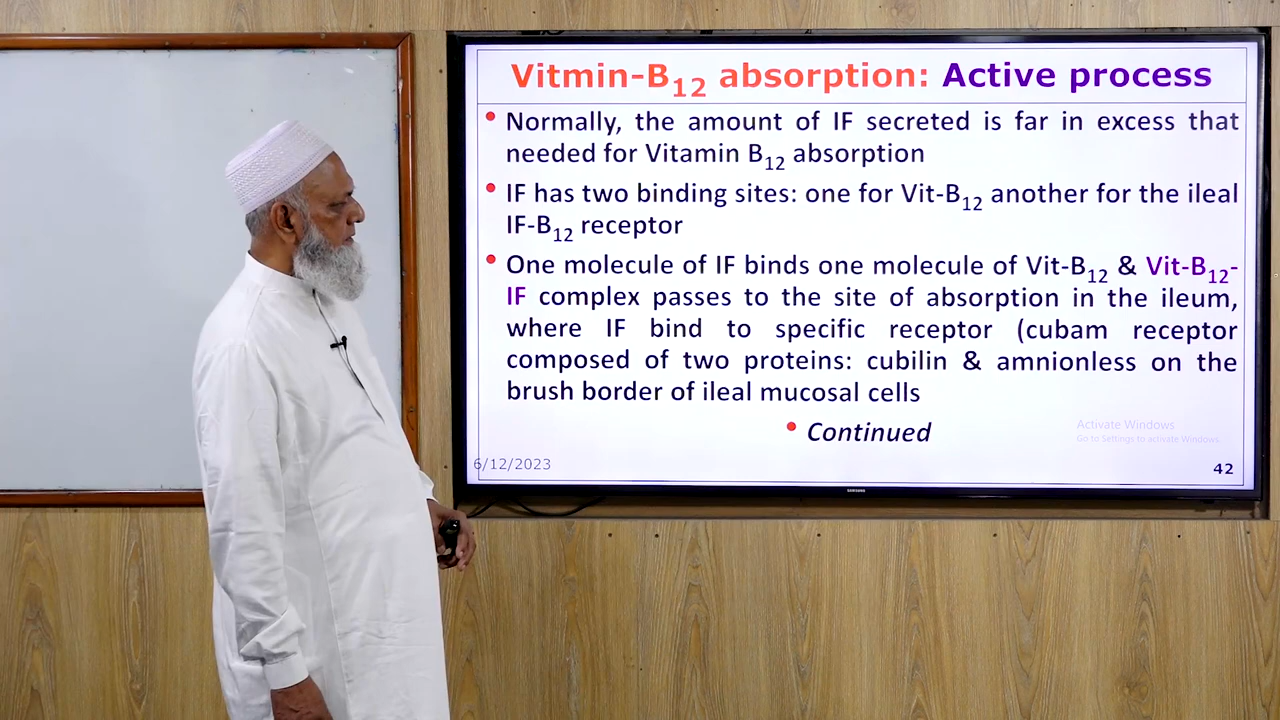 Vitmin-B12 absorption: Active process
• Normally, the amount of IF secreted is far in excess that
needed for Vitamin B12 absorption
• IF has two binding sites: one for Vit-B12 another for the ileal
IF-B12 receptor
• One molecule of IF binds one molecule of Vit-B12 & Vit-B12-
IF complex passes to the site of absorption in the ileum,
where IF bind to specific receptor (cubam receptor
composed of two proteins: cubilin & amnionless on the
brush border of ileal mucosal cells
• Continued
Activate Windows
Go to Settings to activate Windows.
6/12/2023
42
SAMSUNG